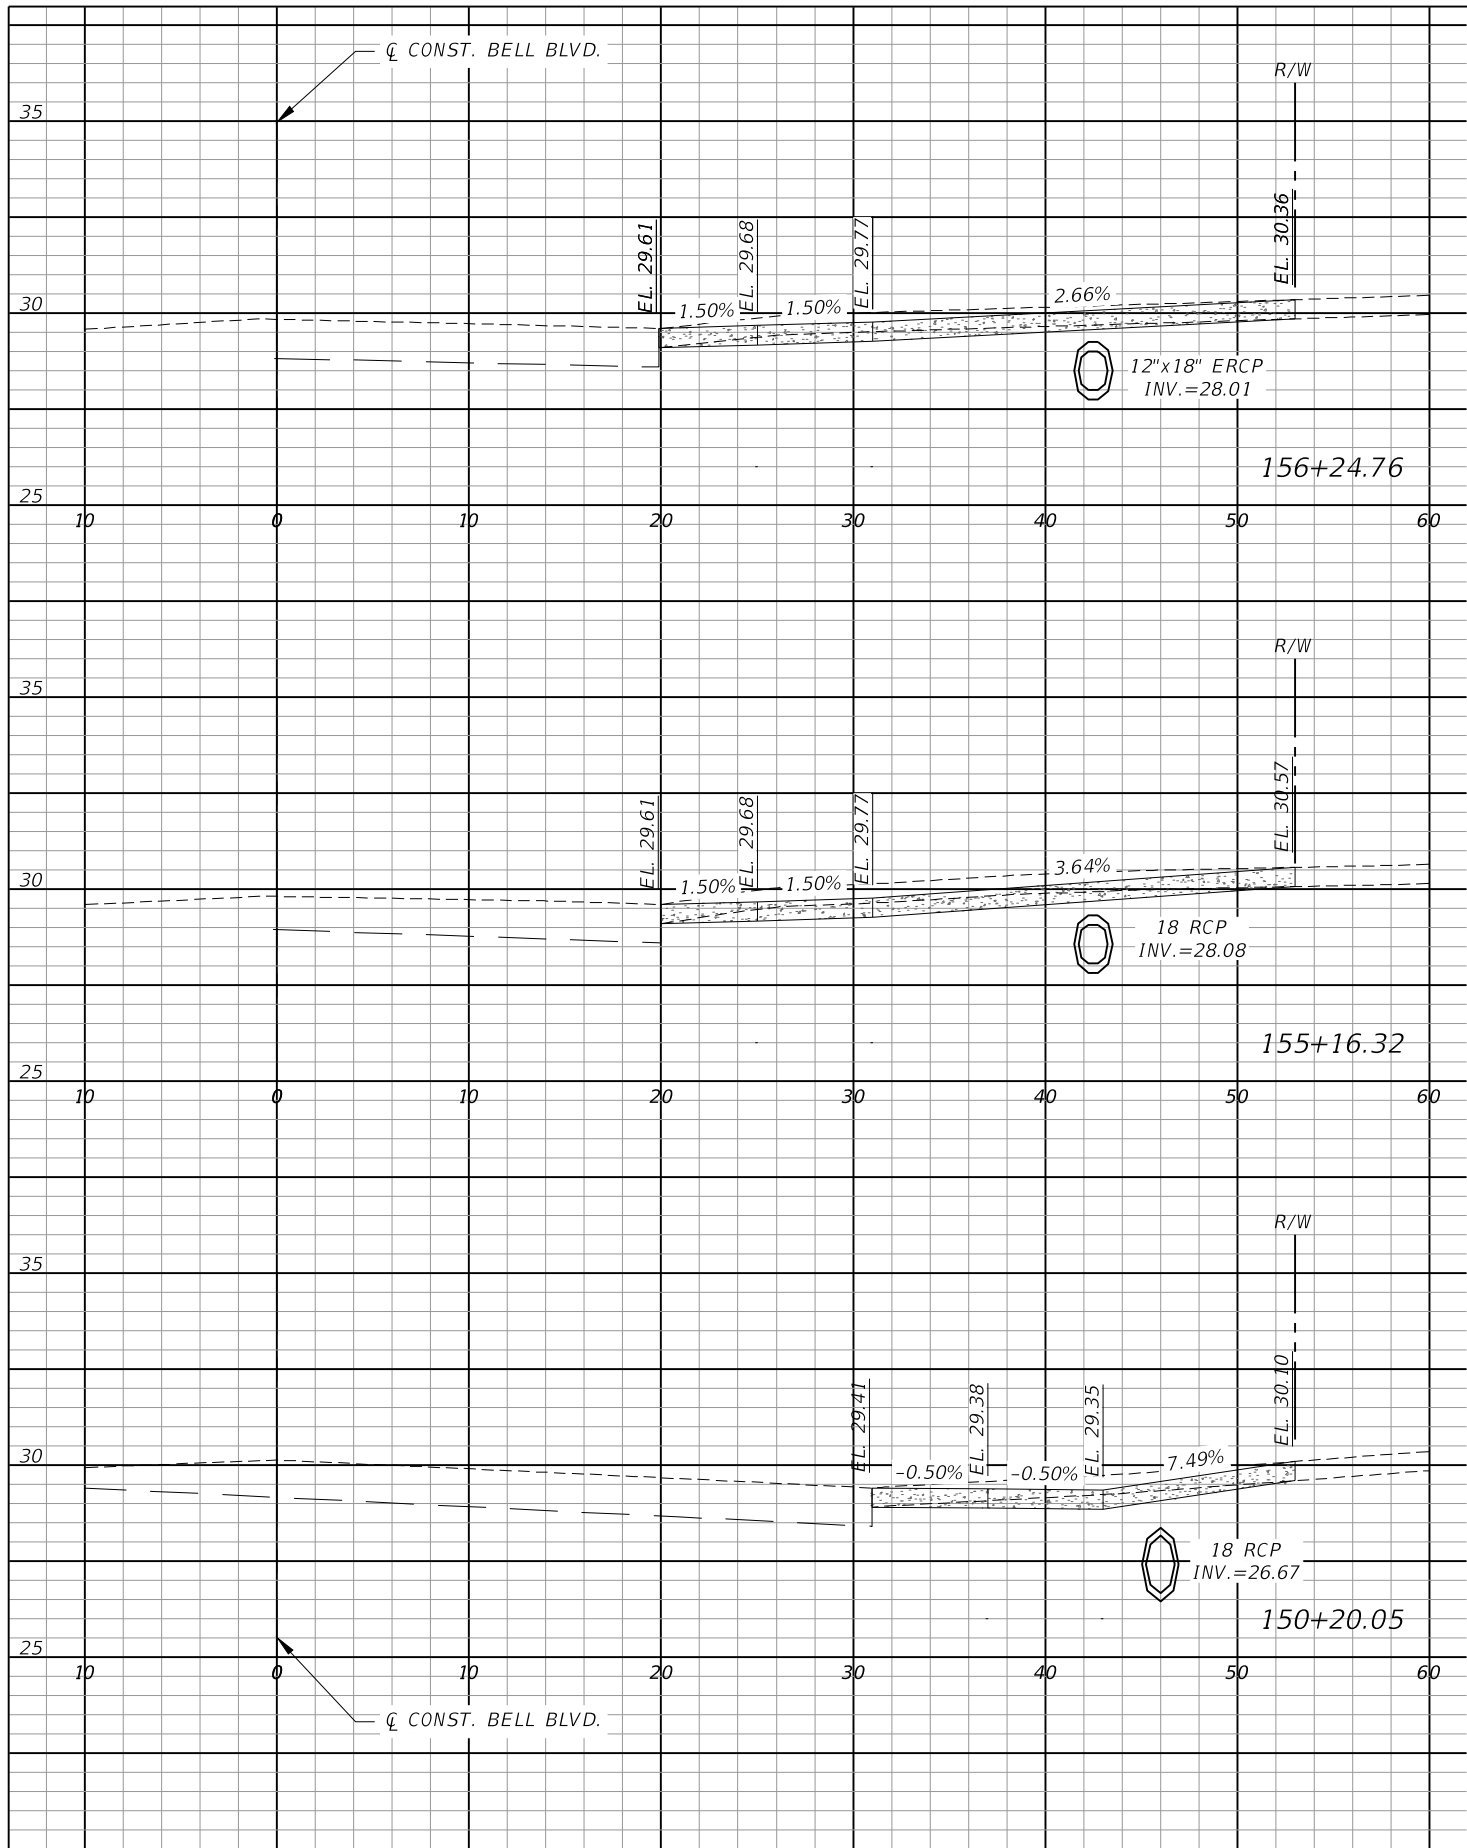 ℄ CONST. BELL BLVD.
R/W
35
EL. 29.61
EL. 29.68
EL. 29.77
EL. 30.36
30
1.50%
1.50%
2.66%
12"x18" ERCP
INV.=28.01
156+24.76
25
10
0
10
20
30
40
50
60
R/W
35
EL. 29.61
EL. 29.68
EL. 29.77
EL. 30.57
30
1.50%
1.50%
3.64%
18 RCP
INV.=28.08
155+16.32
25
10
0
10
20
30
40
50
60
R/W
35
EL. 29.41
EL. 29.38
EL. 29.35
EL. 30.10
30
-0.50%
-0.50%
7.49%
18 RCP
INV.=26.67
150+20.05
25
10
0
10
20
30
40
50
60
℄ CONST. BELL BLVD.